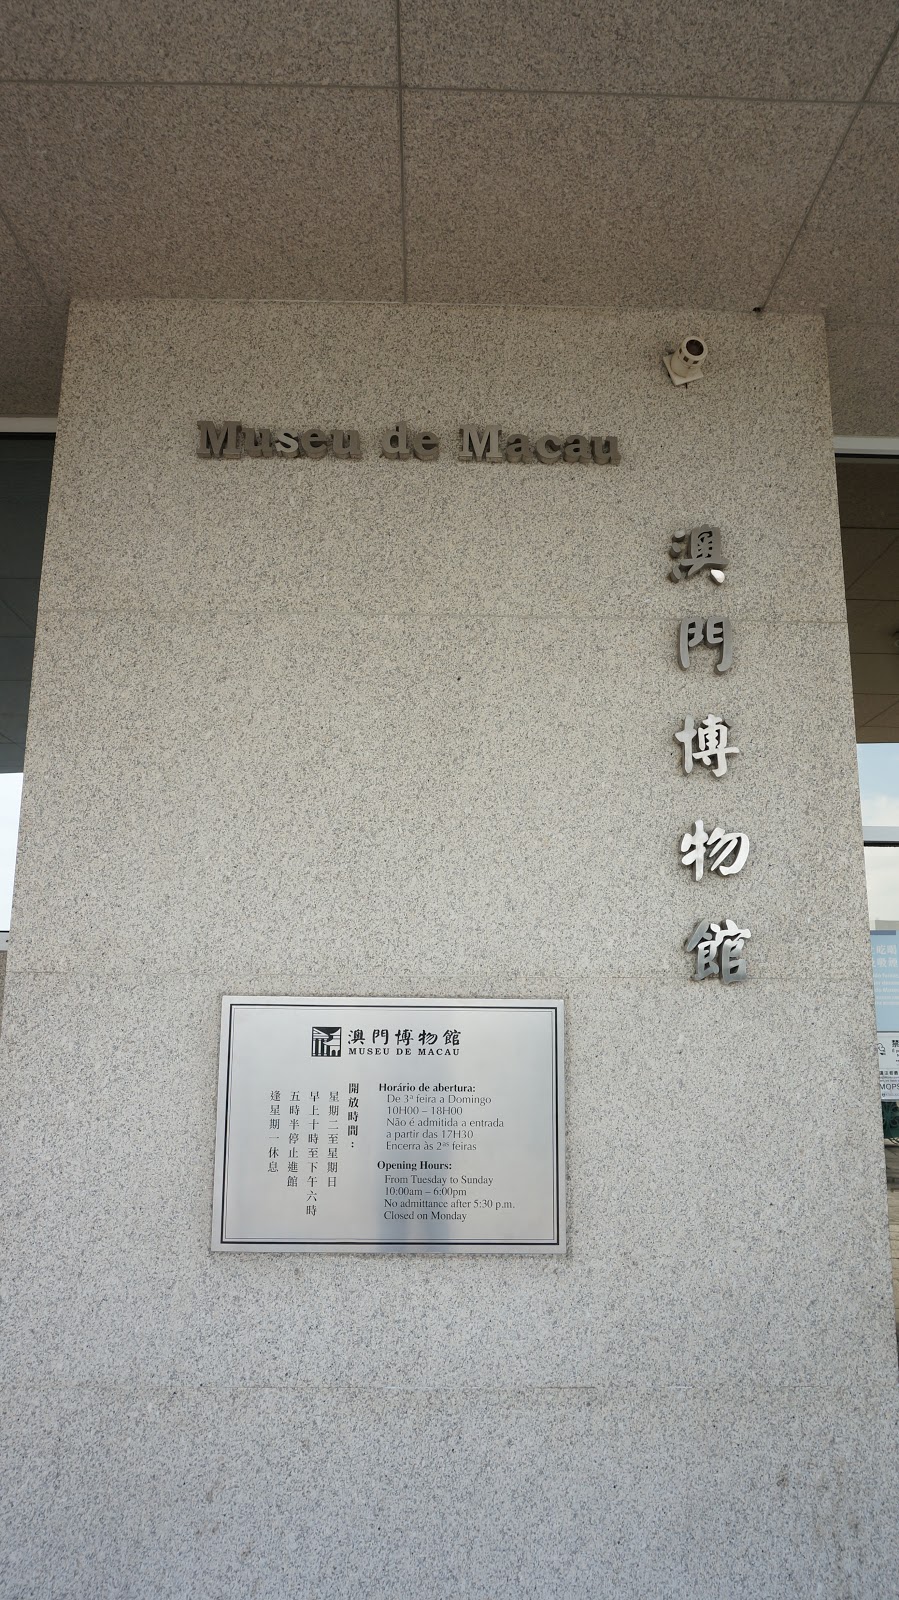 Museu de Macau
澳門博物館
澳門博物館
MUSEU DE MACAU
開放時間：
星期二至星期日
早上十時至下午六時
五時半停止進館
逢星期一休息
Horário de abertura:
De 3ª feira a Domingo
10H00 – 18H00
Não é admitida a entrada
a partir das 17H30
Encerra às 2ªs feiras
Opening Hours:
From Tuesday to Sunday
10:00am – 6:00pm
No admittance after 5:30 p.m.
Closed on Monday